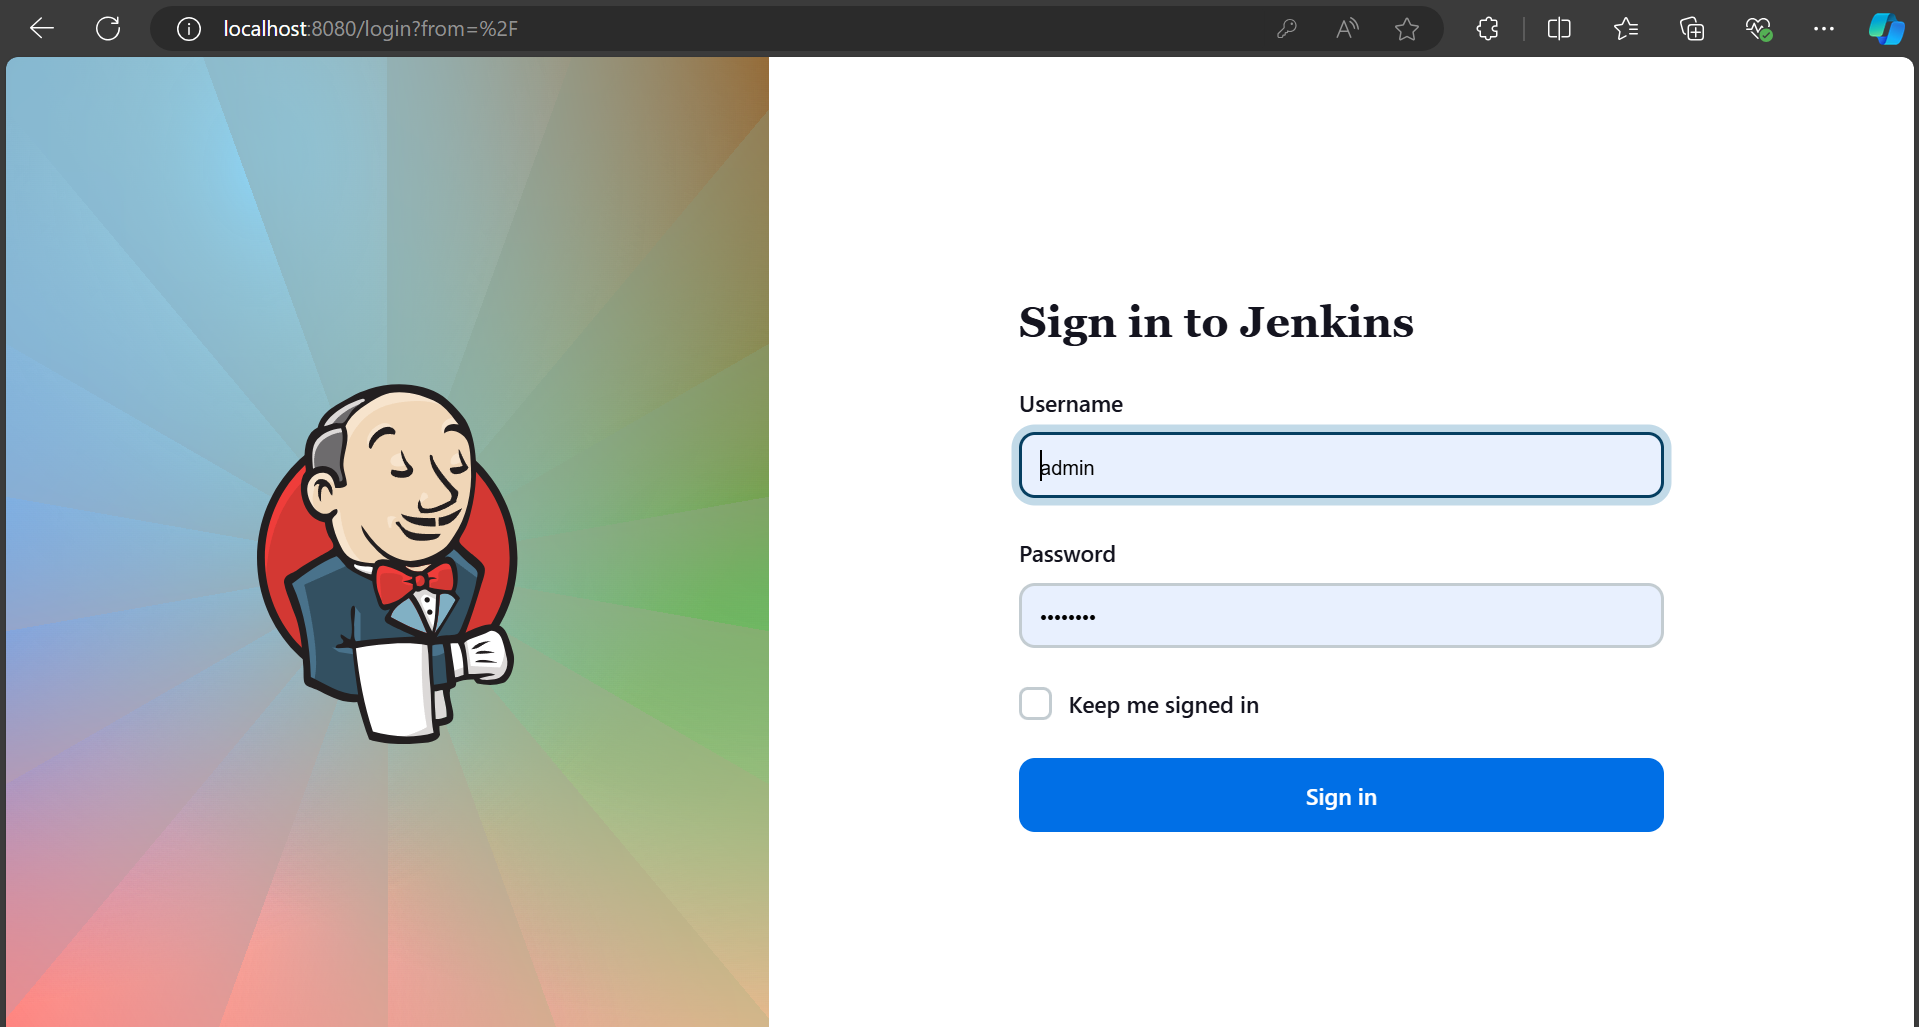 localhost:8080/login?from=%2F
Sign in to Jenkins
Username
admin
Password
••••••••
Keep me signed in
Sign in